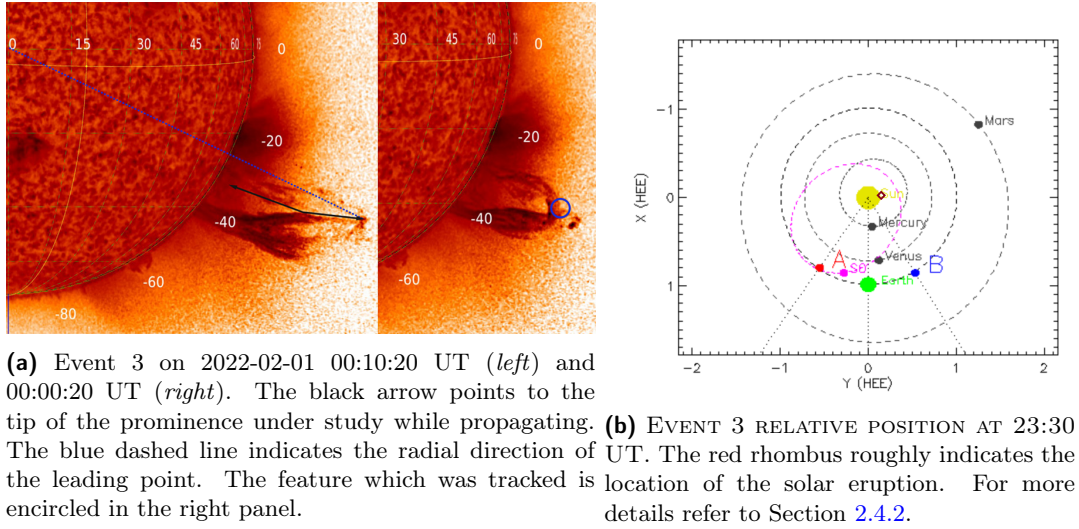 0 15 30 45 60 75 0
-20
-40
-60
-80
30 45 60 75 0
-20
-40
-60
(a) Event 3 on 2022-02-01 00:10:20 UT (left) and
00:00:20 UT (right). The black arrow points to the
tip of the prominence under study while propagating.
The blue dashed line indicates the radial direction of
the leading point. The feature which was tracked is
encircled in the right panel.
X (HEE)
-1
0
1
Mars
Sun
Mercury
Venus
A
SO
B
Earth
-2 -1 0 1 2
Y (HEE)
(b) EVENT 3 RELATIVE POSITION AT 23:30
UT. The red rhombus roughly indicates the
location of the solar eruption. For more
details refer to Section 2.4.2.